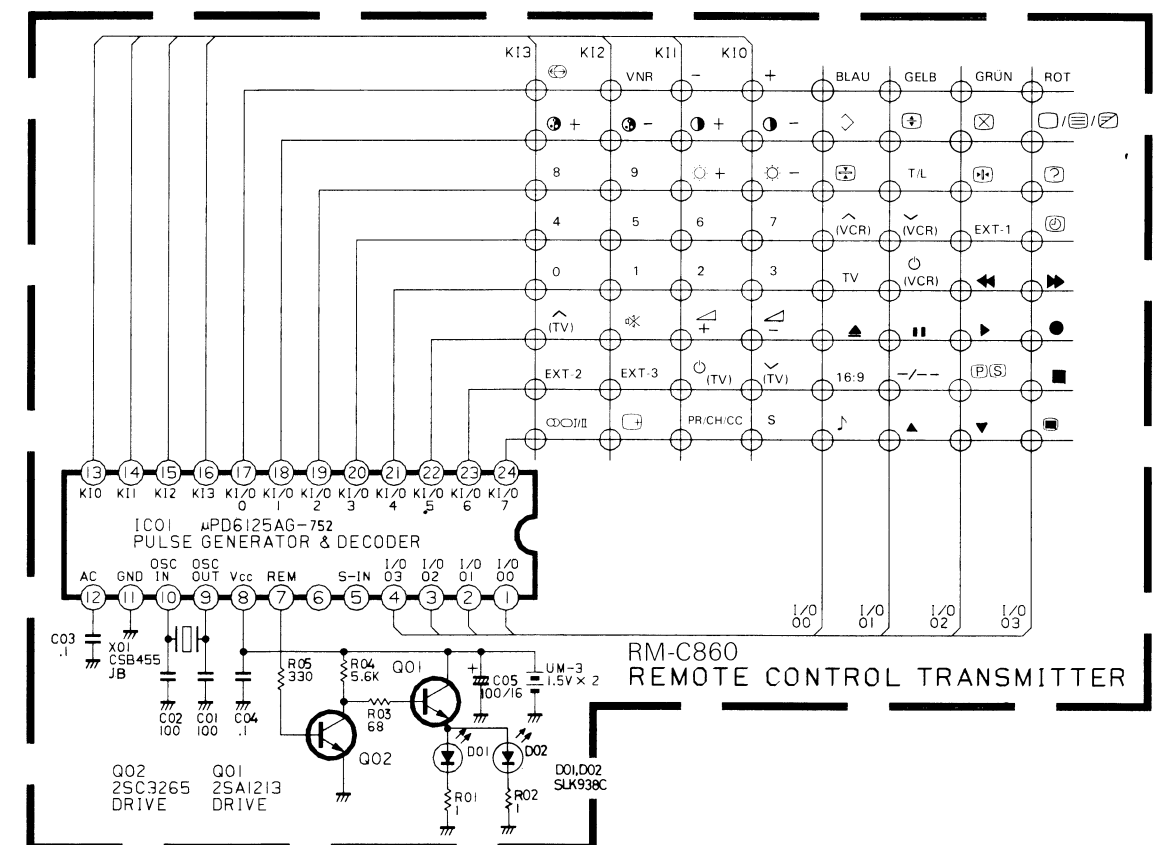 KI3 KI2 KI1 KI0
VNR − + BLAU GELB GRÜN ROT
+ − + −
/ /
8 9 + − T/L ?
4 5 6 7 (VCR) (VCR) EXT-1
0 1 2 3 TV (VCR)
(TV) + −
EXT-2 EXT-3 (TV) (TV) 16:9 −/−− P S
I/II PR/CH/CC S
13 14 15 16 17 18 19 20 21 22 23 24
KI0 KI1 KI2 KI3 KI/O 0 KI/O 1 KI/O 2 KI/O 3 KI/O 4 KI/O 5 KI/O 6 KI/O 7
IC01 μPD6125AG-752
PULSE GENERATOR & DECODER
AC GND OSC IN OSC OUT Vcc REM S-IN I/O 03 I/O 02 I/O 01 I/O 00
12 11 10 9 8 7 6 5 4 3 2 1
I/O 00 I/O 01 I/O 02 I/O 03
C03
.1
X01
CSB455
JB
C02
100
C01
100
C04
.1
R05
330
R04
5.6K
Q01
R03
68
Q02
+
C05
100/16
UM-3
1.5V × 2
D01
D02
R01
1
R02
1
D01,D02
SLK938C
Q02
2SC3265
DRIVE
Q01
2SA1213
DRIVE
RM-C860
REMOTE CONTROL TRANSMITTER